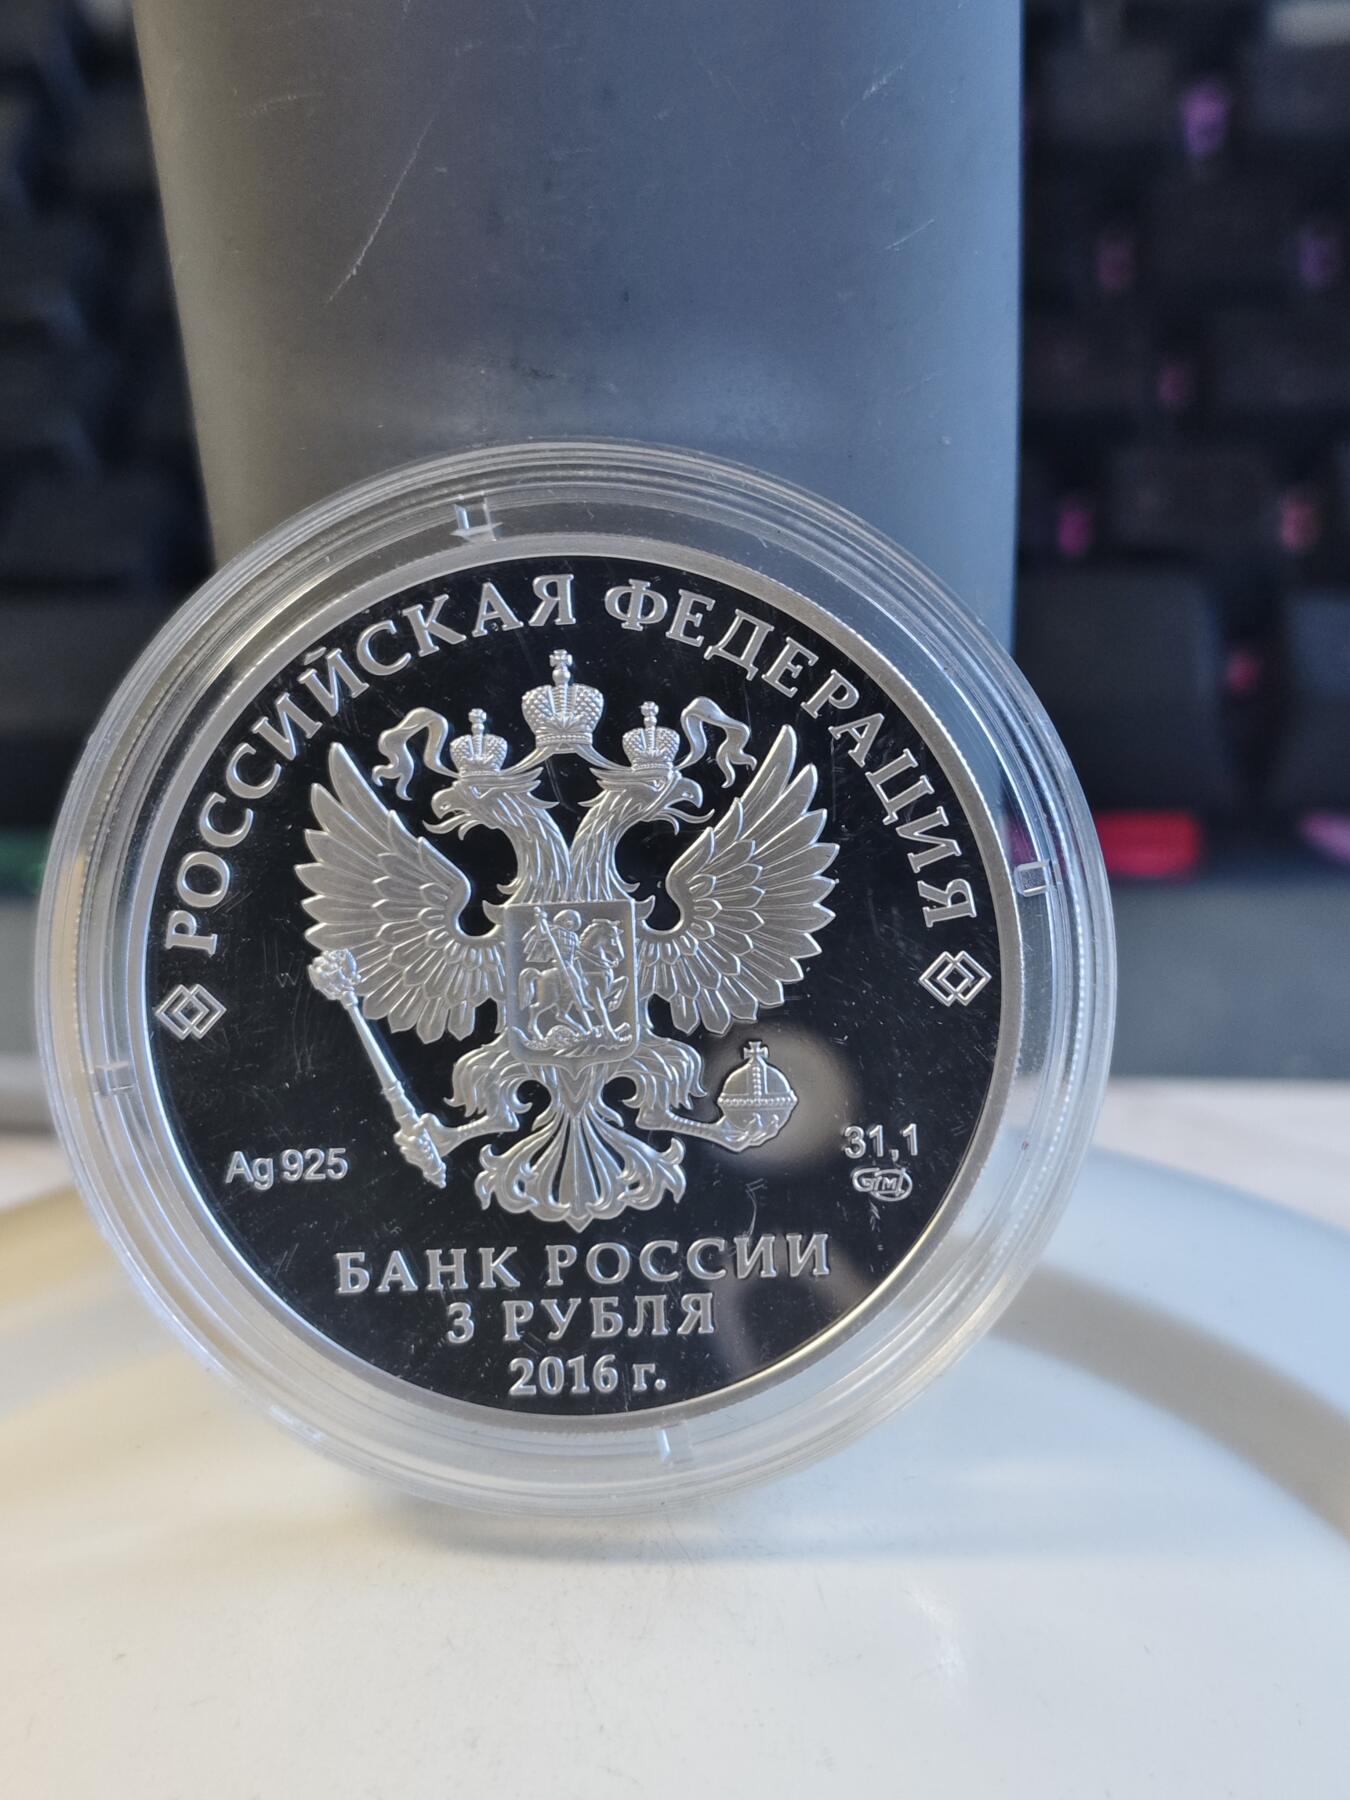 РОССИЙСКАЯ ФЕДЕРАЦИЯ
Ag 925
31,1
СПМД
БАНК РОССИИ
3 РУБЛЯ
2016 г.